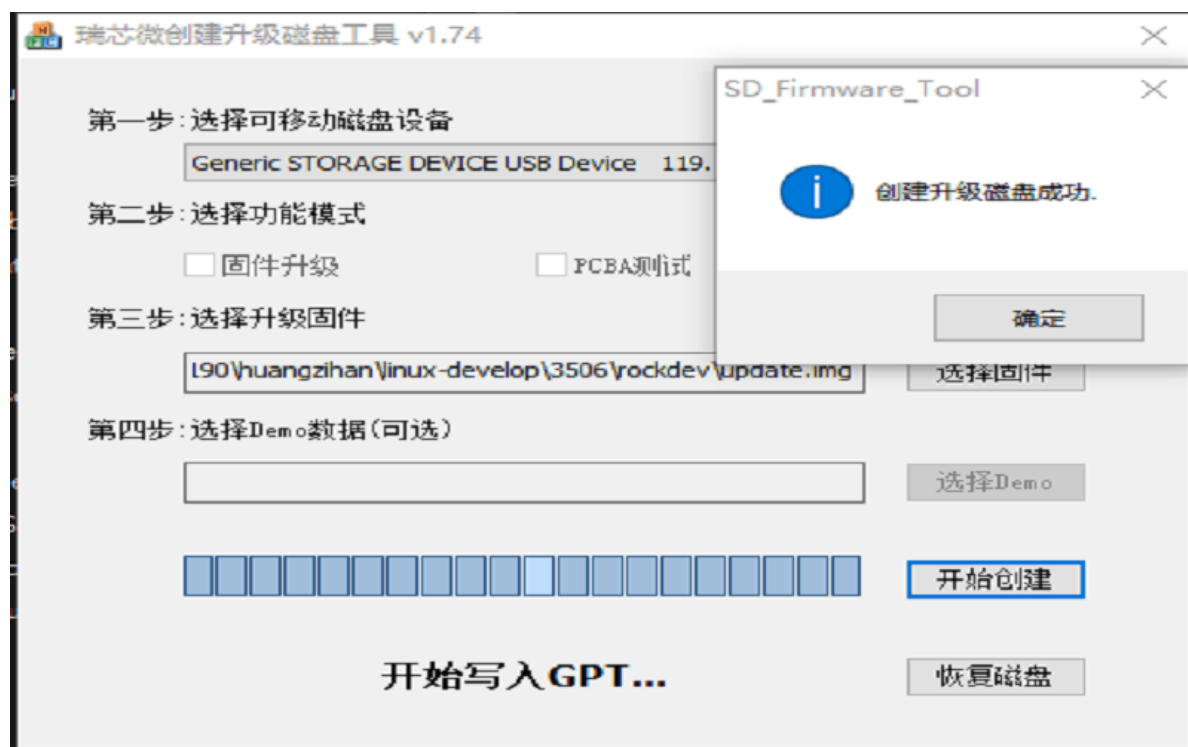 瑞芯微创建升级磁盘工具 v1.74
SD_Firmware_Tool
第一步:选择可移动磁盘设备
Generic STORAGE DEVICE USB Device 119.
创建升级磁盘成功.
第二步:选择功能模式
固件升级
PCBA测试
确定
第三步:选择升级固件
190\huangzihan\linux-develop\3506\rockdev\update.img
选择固件
第四步:选择Demo数据(可选)
选择Demo
开始创建
开始写入GPT...
恢复磁盘